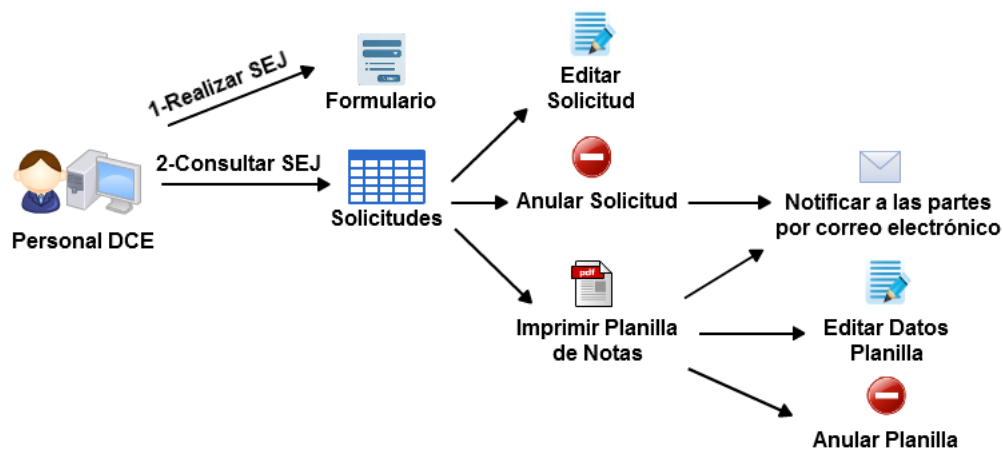 1-Realizar SEJ
Formulario
Editar
Solicitud
2-Consultar SEJ
Solicitudes
Personal DCE
Anular Solicitud
Notificar a las partes
por correo electrónico
pdf
Imprimir Planilla
de Notas
Editar Datos
Planilla
Anular Planilla